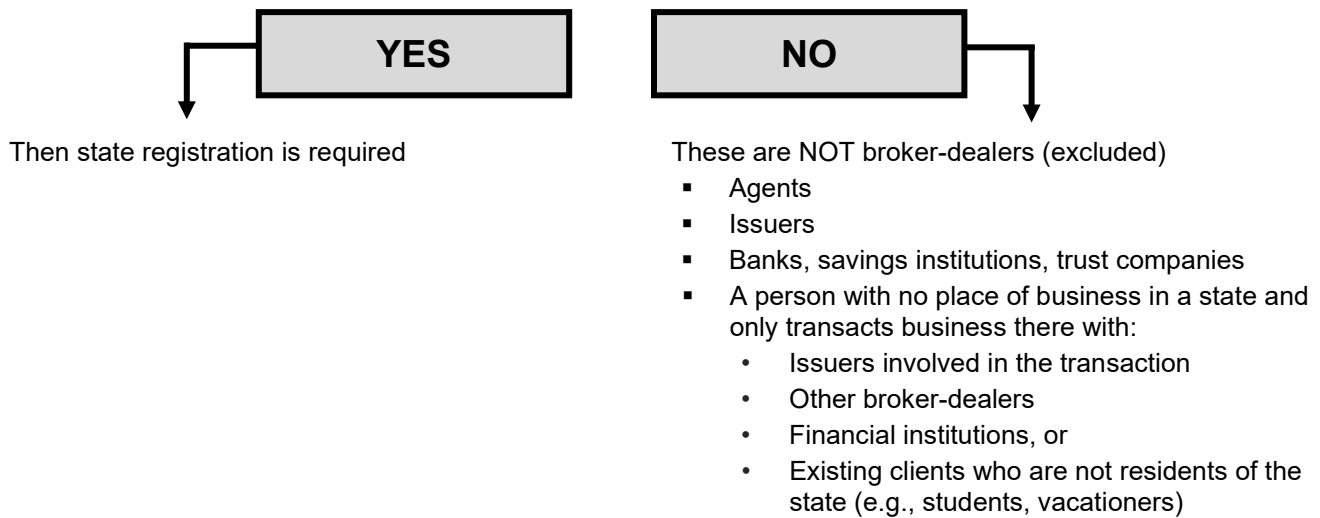 YES
NO
Then state registration is required
These are NOT broker-dealers (excluded)
▪ Agents
▪ Issuers
▪ Banks, savings institutions, trust companies
▪ A person with no place of business in a state and
only transacts business there with:
• Issuers involved in the transaction
• Other broker-dealers
• Financial institutions, or
• Existing clients who are not residents of the
state (e.g., students, vacationers)